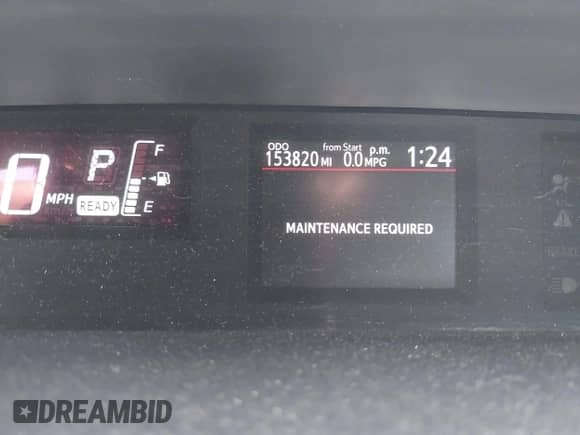 0 MPH
P
READY
F
E
ODO from Start p.m.
153820 MI 0.0 MPG 1:24
MAINTENANCE REQUIRED
DREAMBID